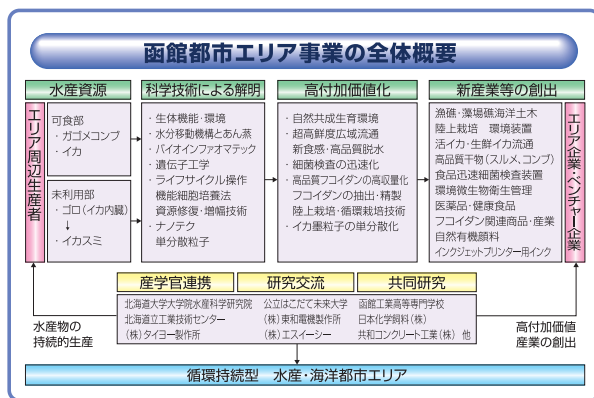 函館都市エリア事業の全体概要
水産資源
科学技術による解明
高付加価値化
新産業等の創出
エリア周辺生産者
可食部
・ガゴメコンブ
・イカ
未利用部
・ゴロ(イカ内臓)
↓
・イカスミ
・生体機能・環境
・水分移動機構とあん蒸
・バイオインフォマテック
・遺伝子工学
・ライフサイクル操作
機能細胞培養法
資源修復・増幅技術
・ナノテク
単分散粒子
・自然共成生育環境
・超高鮮度広域流通
新食感・高品質脱水
・細菌検査の迅速化
・高品質フコイダンの高収量化
フコイダンの抽出・精製
陸上栽培・循環栽培技術
・イカ墨粒子の単分散化
漁礁・藻場礁海洋土木
陸上栽培 環境装置
活イカ・生鮮イカ流通
高品質干物(スルメ、コンブ)
食品迅速細菌検査装置
環境微生物衛生管理
医薬品・健康食品
フコイダン関連商品・産業
自然有機顔料
インクジェットプリンター用インク
エリア企業・ベンチャー企業
産学官連携
研究交流
共同研究
北海道大学大学院水産科学研究院
北海道立工業技術センター
(株)タイヨー製作所
公立はこだて未来大学
(株)東和電機製作所
(株)エスイーシー
函館工業高等専門学校
日本化学飼料(株)
共和コンクリート工業(株) 他
水産物の
持続的生産
高付加価値
産業の創出
循環持続型 水産・海洋都市エリア